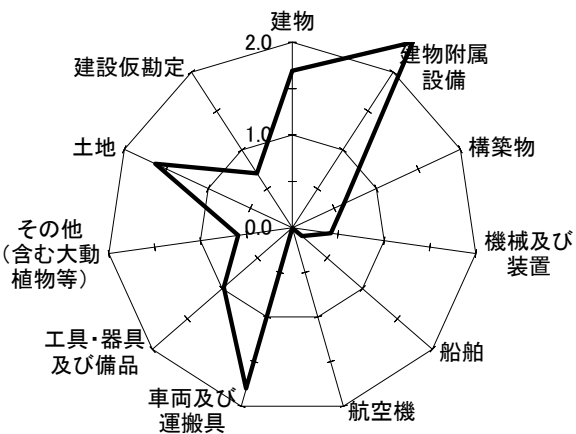 建物
2.0
建物附属
設備
建設仮勘定
1.0
土地
構築物
0.0
その他
（含む大動
植物等）
機械及び
装置
工具・器具
及び備品
船舶
車両及び
運搬具
航空機